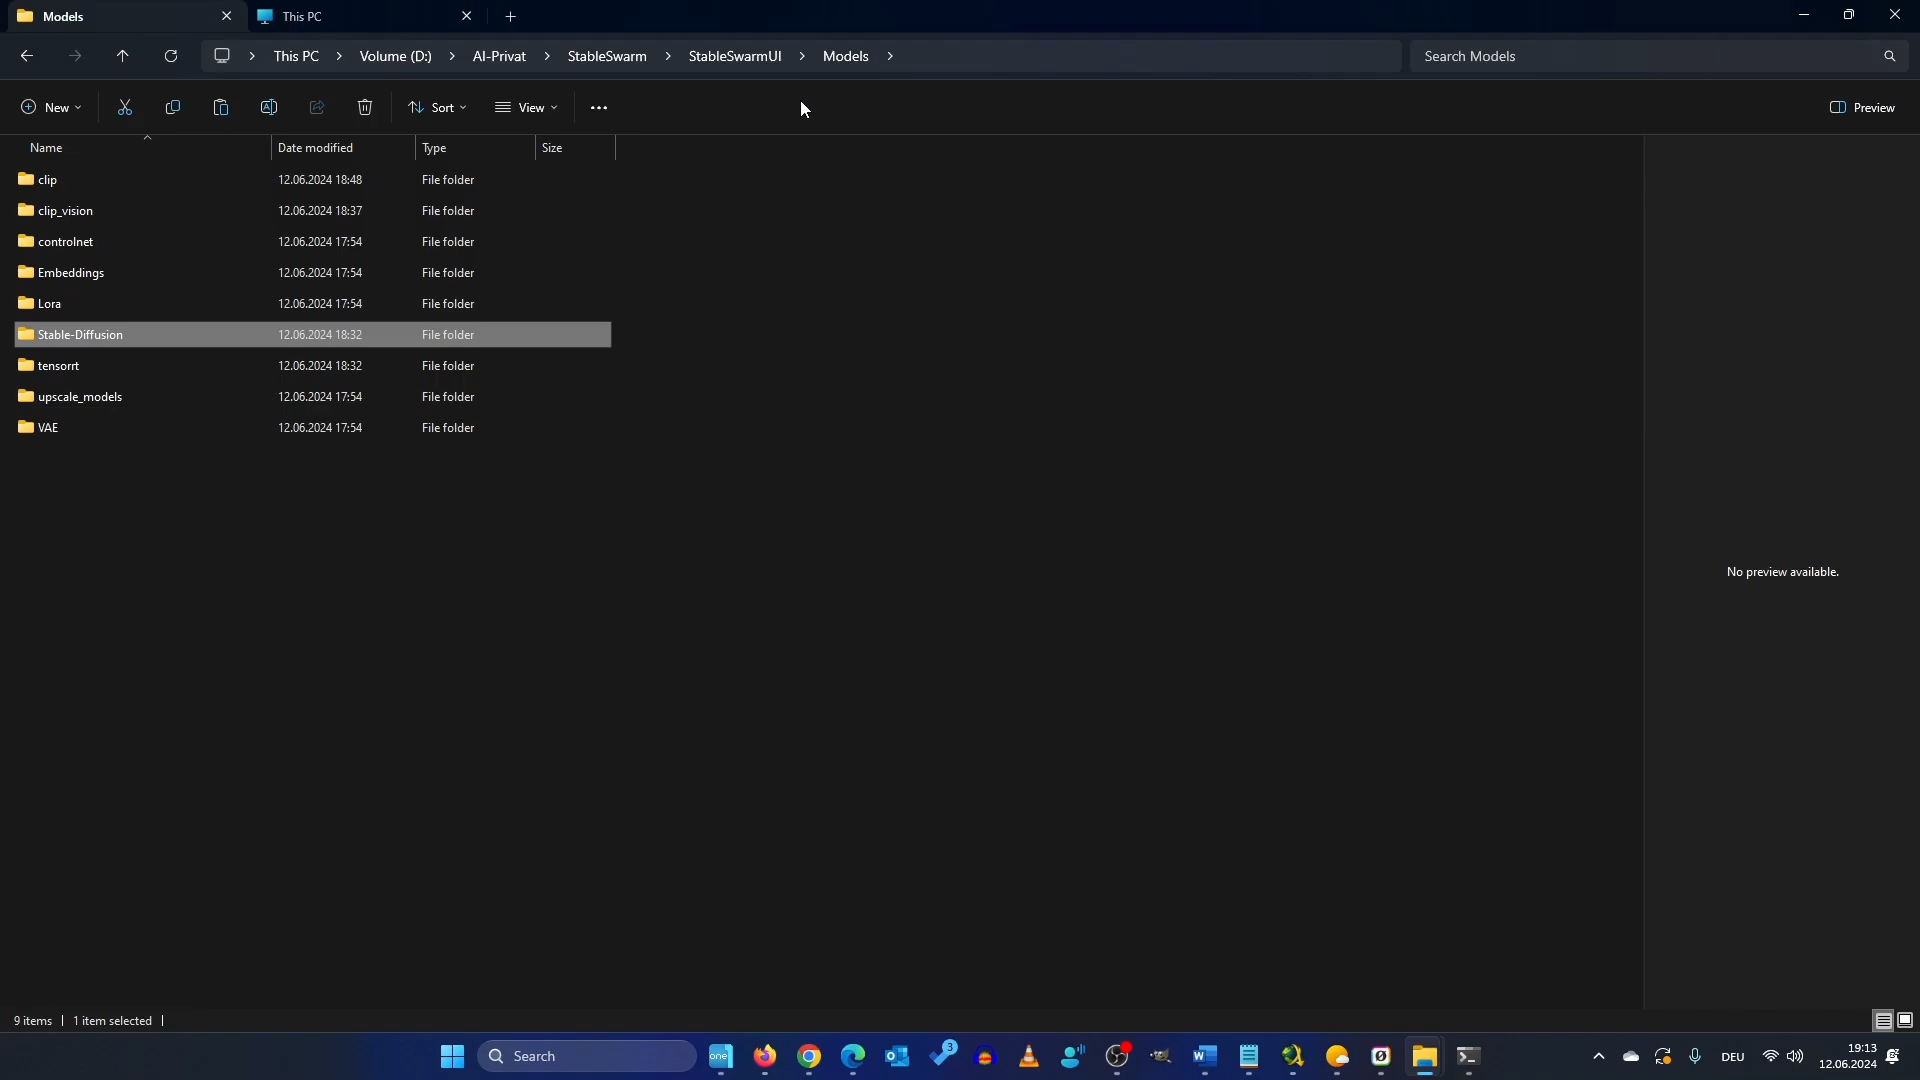 Models
This PC
This PC
Volume (D:)
AI-Privat
StableSwarm
StableSwarmUI
Models
Search Models
New
Sort
View
Preview
Name
Date modified
Type
Size
clip 12.06.2024 18:48 File folder
clip_vision 12.06.2024 18:37 File folder
controlnet 12.06.2024 17:54 File folder
Embeddings 12.06.2024 17:54 File folder
Lora 12.06.2024 17:54 File folder
Stable-Diffusion 12.06.2024 18:32 File folder
tensorrt 12.06.2024 18:32 File folder
upscale_models 12.06.2024 17:54 File folder
VAE 12.06.2024 17:54 File folder
No preview available.
9 items
1 item selected
Search
one
3
DEU
19:13
12.06.2024